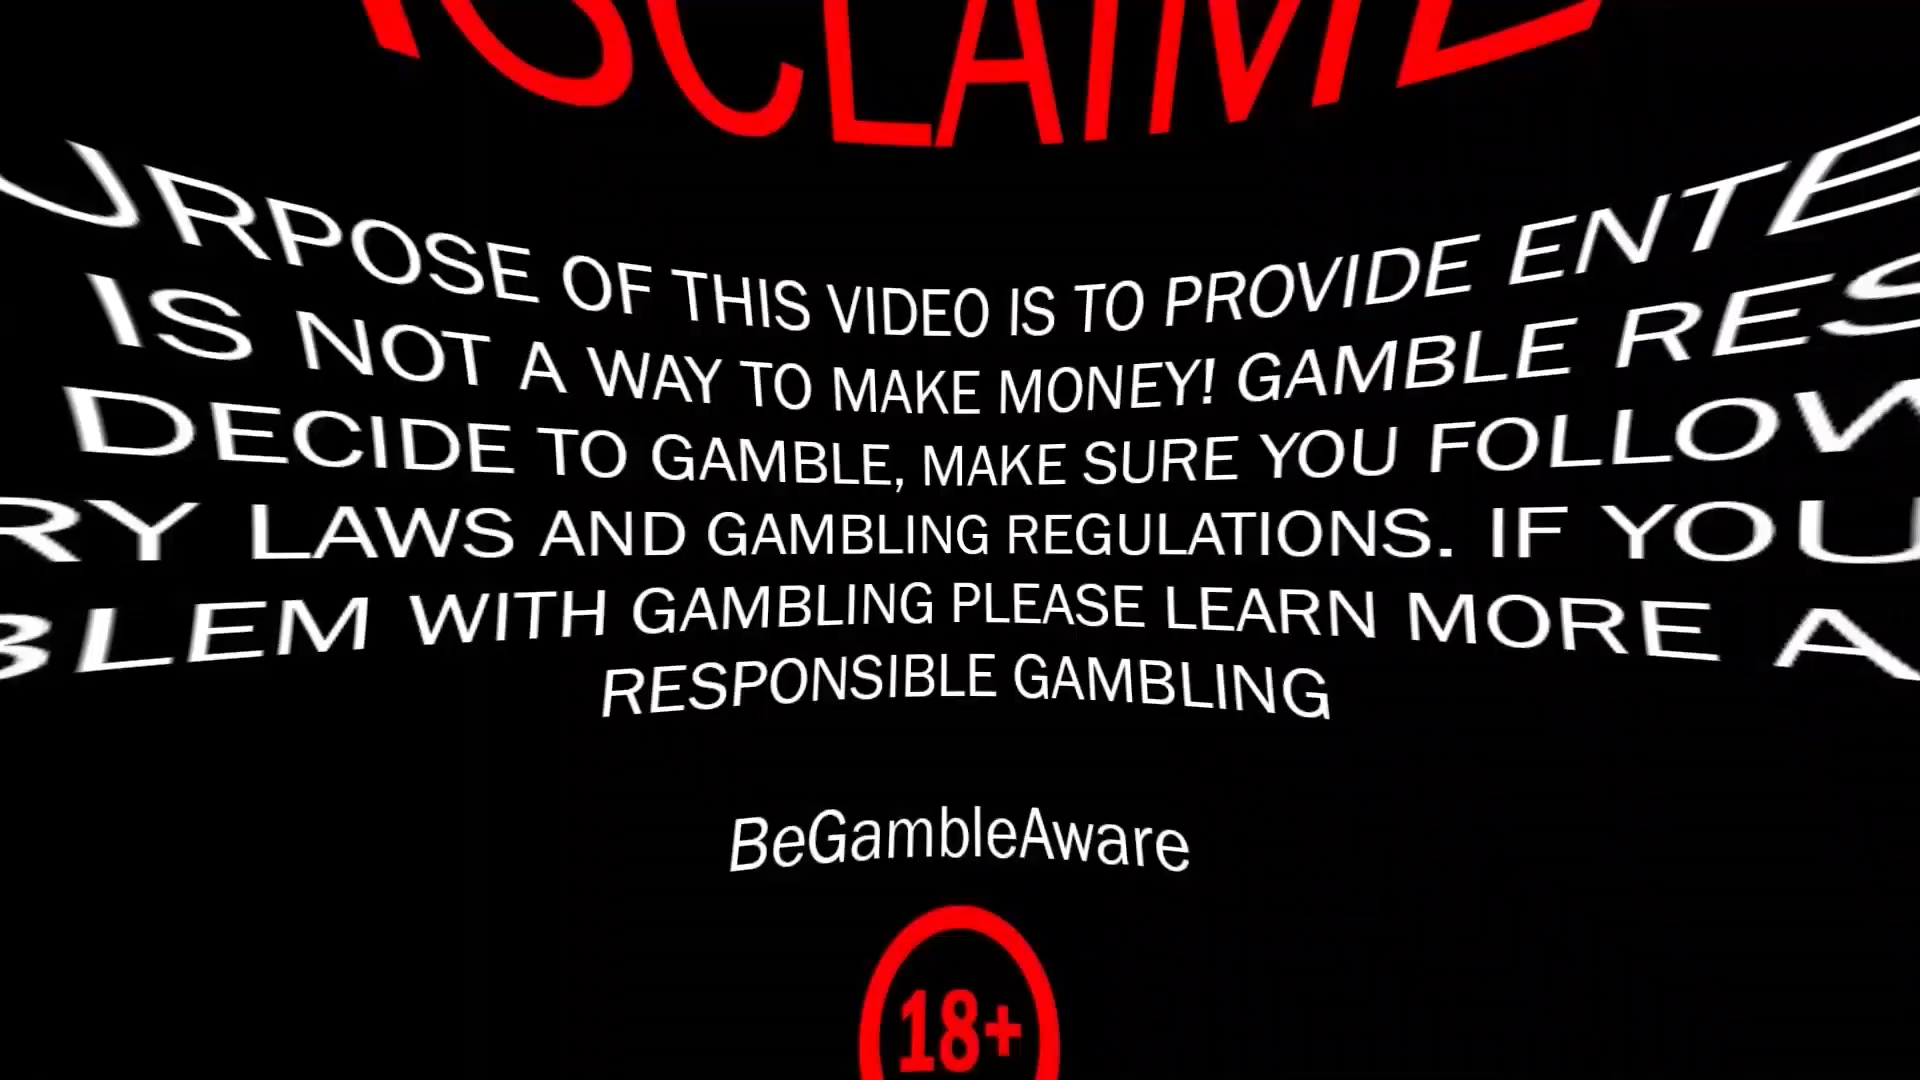 ISCLAIME
URPOSE OF THIS VIDEO IS TO PROVIDE ENTE
IS NOT A WAY TO MAKE MONEY! GAMBLE RES
DECIDE TO GAMBLE, MAKE SURE YOU FOLLOW
RY LAWS AND GAMBLING REGULATIONS. IF YOU
BLEM WITH GAMBLING PLEASE LEARN MORE A
RESPONSIBLE GAMBLING
BeGambleAware
18+